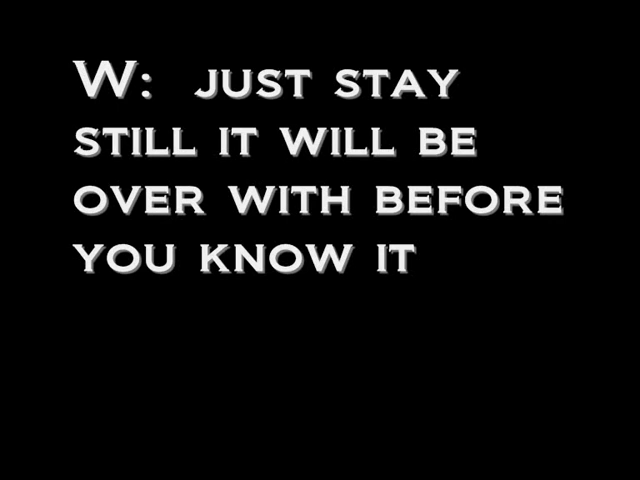 W: JUST STAY
STILL IT WILL BE
OVER WITH BEFORE
YOU KNOW IT